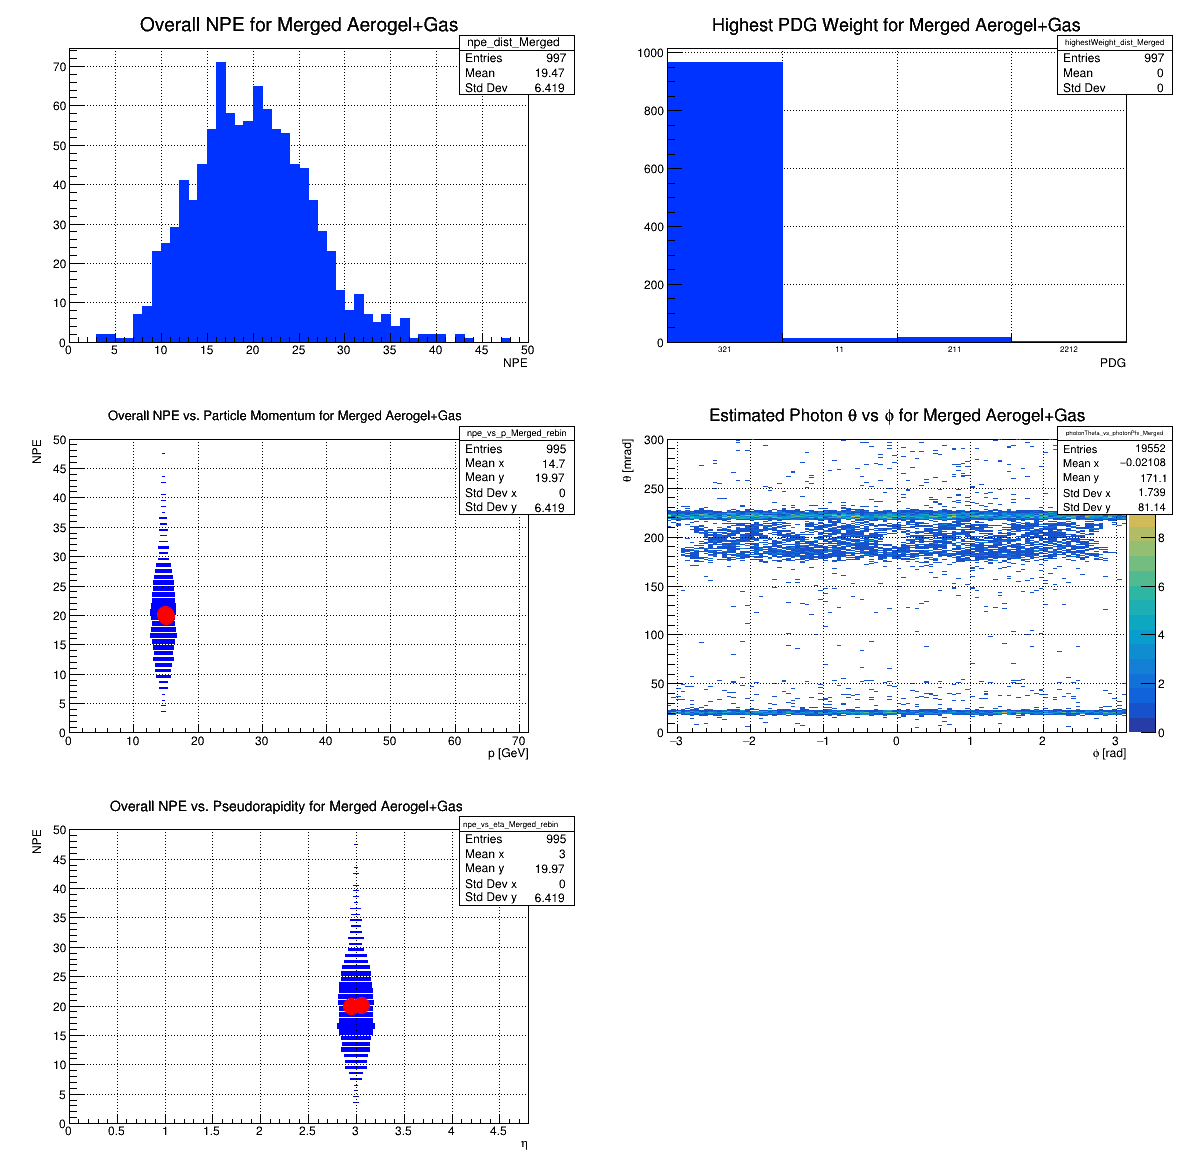 Overall NPE for Merged Aerogel+Gas
npe_dist_Merged
Entries 997
Mean 19.47
Std Dev 6.419
70
60
50
40
30
20
10
0
0 5 10 15 20 25 30 35 40 45 50
NPE
Highest PDG Weight for Merged Aerogel+Gas
highestWeight_dist_Merged
Entries 997
Mean 0
Std Dev 0
1000
800
600
400
200
0
321 11 211 2212
PDG
Overall NPE vs. Particle Momentum for Merged Aerogel+Gas
npe_vs_p_Merged_rebin
Entries 995
Mean x 14.7
Mean y 19.97
Std Dev x 0
Std Dev y 6.419
NPE
50
45
40
35
30
25
20
15
10
5
0
0 10 20 30 40 50 60 70
p [GeV]
Estimated Photon θ vs ϕ for Merged Aerogel+Gas
photonTheta_vs_photonPhi_Merged
Entries 19552
Mean x −0.02108
Mean y 171.1
Std Dev x 1.739
Std Dev y 81.14
θ [mrad]
300
250
200
150
100
50
0
−3 −2 −1 0 1 2 3
ϕ [rad]
8
6
4
2
0
Overall NPE vs. Pseudorapidity for Merged Aerogel+Gas
npe_vs_eta_Merged_rebin
Entries 995
Mean x 3
Mean y 19.97
Std Dev x 0
Std Dev y 6.419
NPE
50
45
40
35
30
25
20
15
10
5
0
0 0.5 1 1.5 2 2.5 3 3.5 4 4.5
η